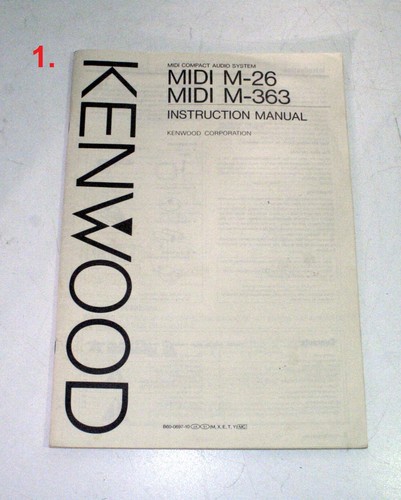 1.
KENWOOD
MIDI COMPACT AUDIO SYSTEM
MIDI M-26
MIDI M-363
INSTRUCTION MANUAL
KENWOOD CORPORATION
(M, X, E, T, Y)